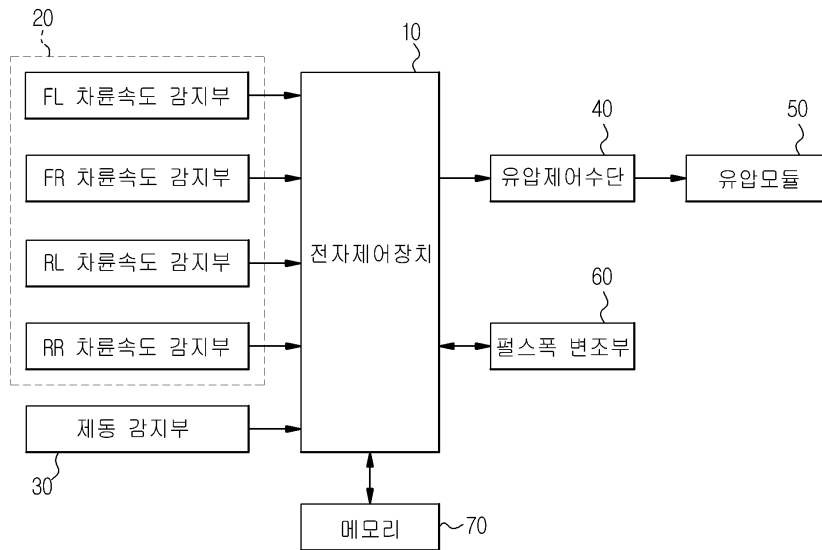 20
10
FL 차륜속도 감지부
40
50
FR 차륜속도 감지부
유압제어수단
유압모듈
RL 차륜속도 감지부
전자제어장치
60
RR 차륜속도 감지부
펄스폭 변조부
제동 감지부
30
메모리
70